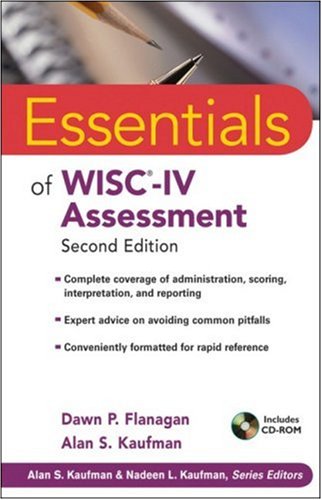 Essentials
of WISC®-IV
Assessment
Second Edition
Complete coverage of administration, scoring,
interpretation, and reporting
Expert advice on avoiding common pitfalls
Conveniently formatted for rapid reference
Dawn P. Flanagan
Alan S. Kaufman
Includes
CD-ROM
Alan S. Kaufman & Nadeen L. Kaufman, Series Editors